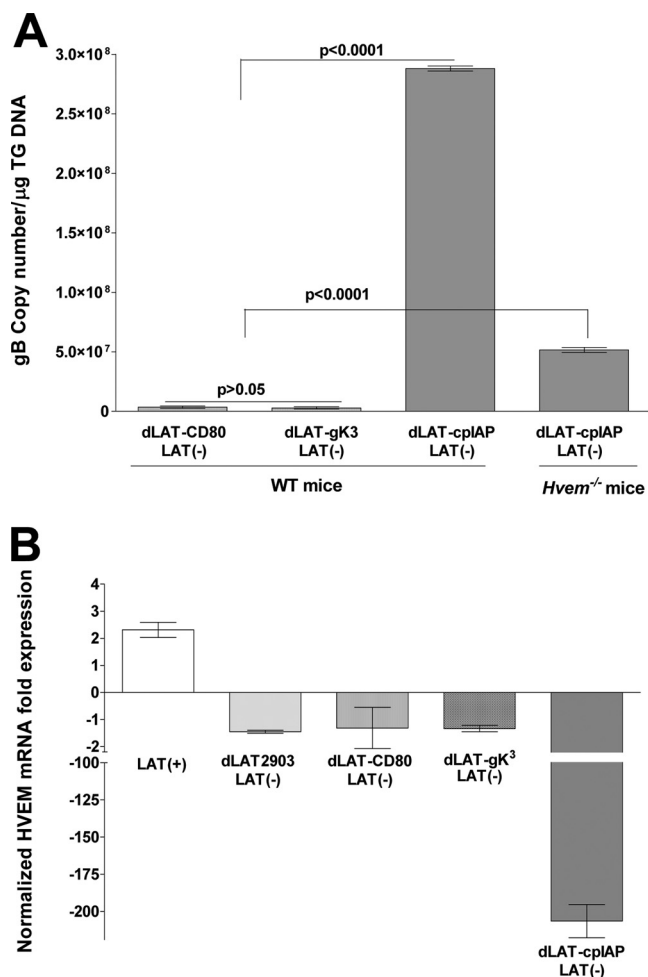 A
gB Copy number/µg TG DNA
3.0×10⁸
2.5×10⁸
2.0×10⁸
1.5×10⁸
1.0×10⁸
5.0×10⁷
0
p<0.0001
p<0.0001
p>0.05
dLAT-CD80 dLAT-gK3 dLAT-cpIAP dLAT-cpIAP
LAT(-) LAT(-) LAT(-) LAT(-)
WT mice Hvem⁻/⁻ mice
B
Normalized HVEM mRNA fold expression
4
3
2
1
0
-1
-2
-100
-125
-150
-175
-200
LAT(+) dLAT2903 dLAT-CD80 dLAT-gK³
LAT(-) LAT(-) LAT(-)
dLAT-cpIAP
LAT(-)